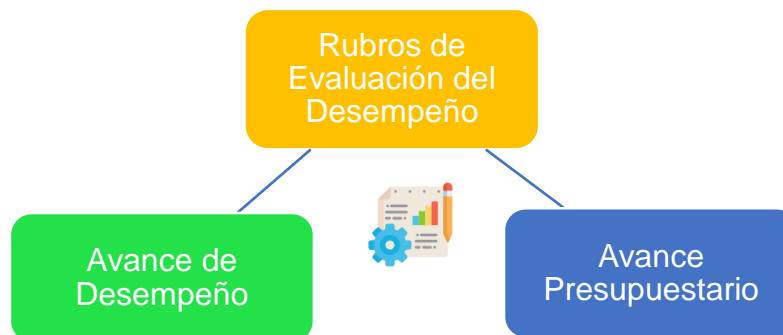 Rubros de
Evaluación del
Desempeño
Avance de
Desempeño
Avance
Presupuestario